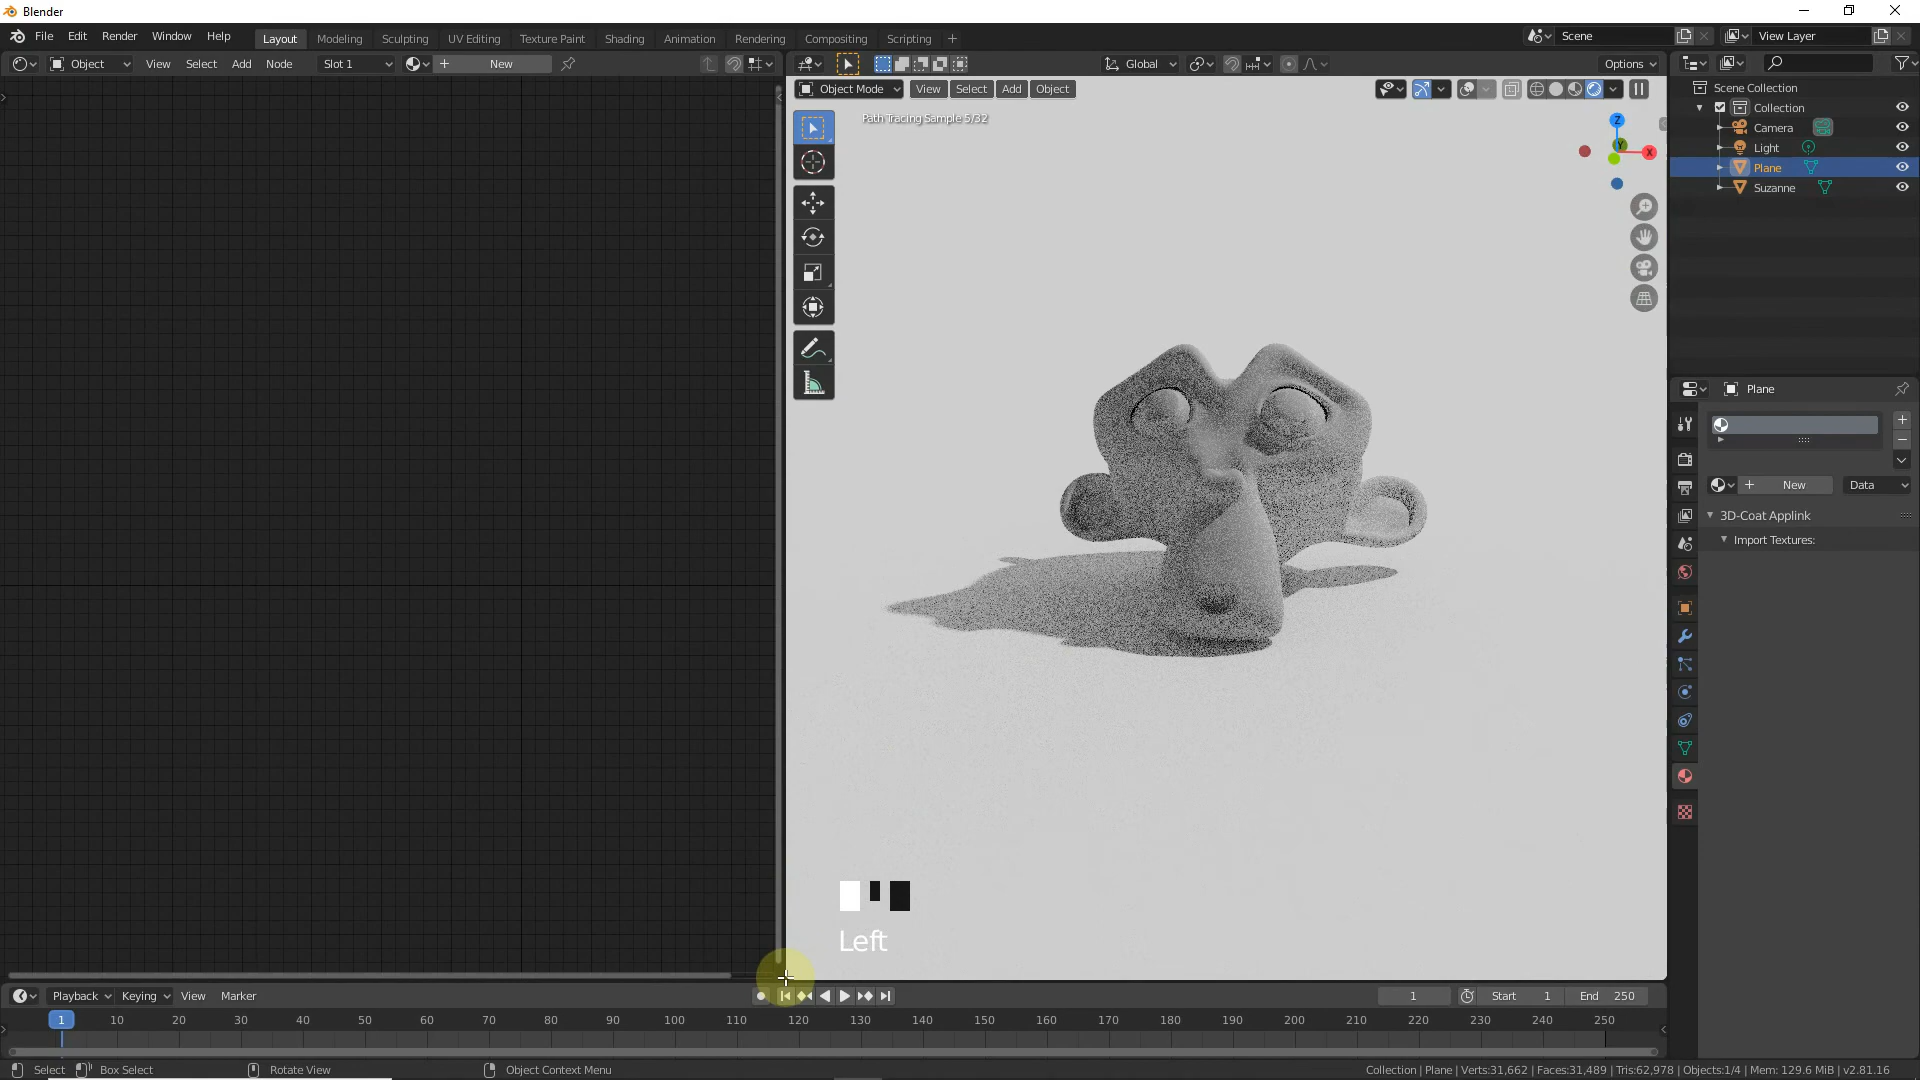 Blender
File Edit Render Window Help
Layout Modeling Sculpting UV Editing Texture Paint Shading Animation Rendering Compositing Scripting
Scene View Layer
Object View Select Add Node Slot 1 New
Global Options
Object Mode View Select Add Object
Path Tracing Sample 5/32
Z
Y
X
Scene Collection
Collection
Camera
Light
Plane
Suzanne
Plane
New Data
3D-Coat Applink
Import Textures:
Left
Playback Keying View Marker
1 Start 1 End 250
1 10 20 30 40 50 60 70 80 90 100 110 120 130 140 150 160 170 180 190 200 210 220 230 240 250
Select Box Select Rotate View Object Context Menu
Collection | Plane | Verts:31,662 | Faces:31,489 | Tris:62,978 | Objects:1/4 | Mem: 129.6 MiB | v2.81.16